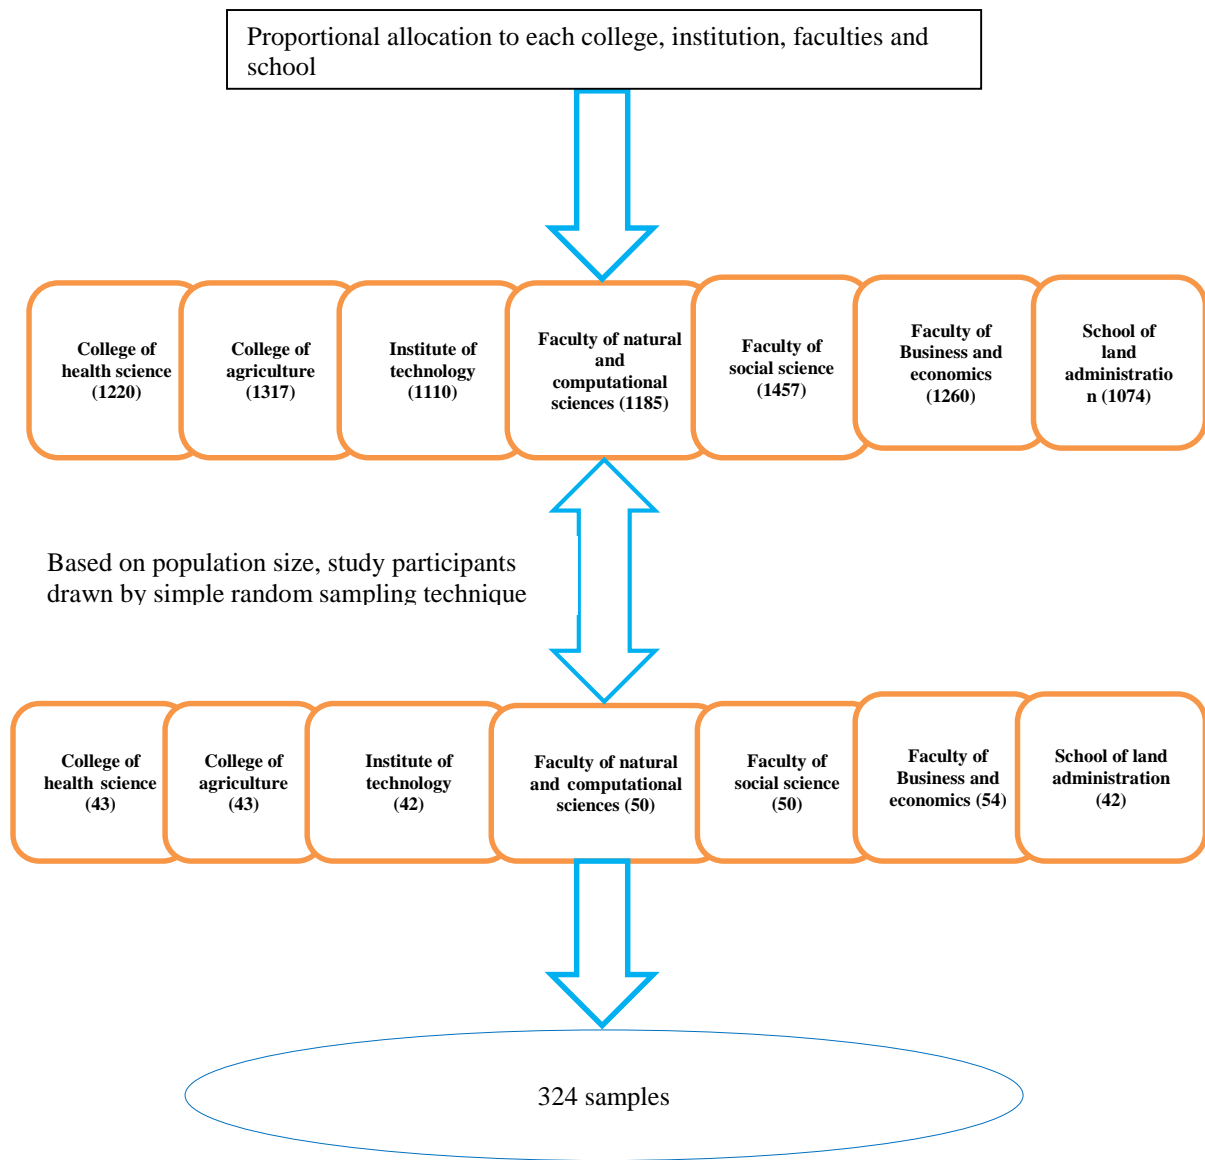 Proportional allocation to each college, institution, faculties and
school
College of
health science
(1220)
College of
agriculture
(1317)
Institute of
technology
(1110)
Faculty of natural
and
computational
sciences (1185)
Faculty of
social science
(1457)
Faculty of
Business and
economics
(1260)
School of
land
administratio
n (1074)
Based on population size, study participants
drawn by simple random sampling technique
College of
health science
(43)
College of
agriculture
(43)
Institute of
technology
(42)
Faculty of natural
and computational
sciences (50)
Faculty of
social science
(50)
Faculty of
Business and
economics (54)
School of land
administration
(42)
324 samples